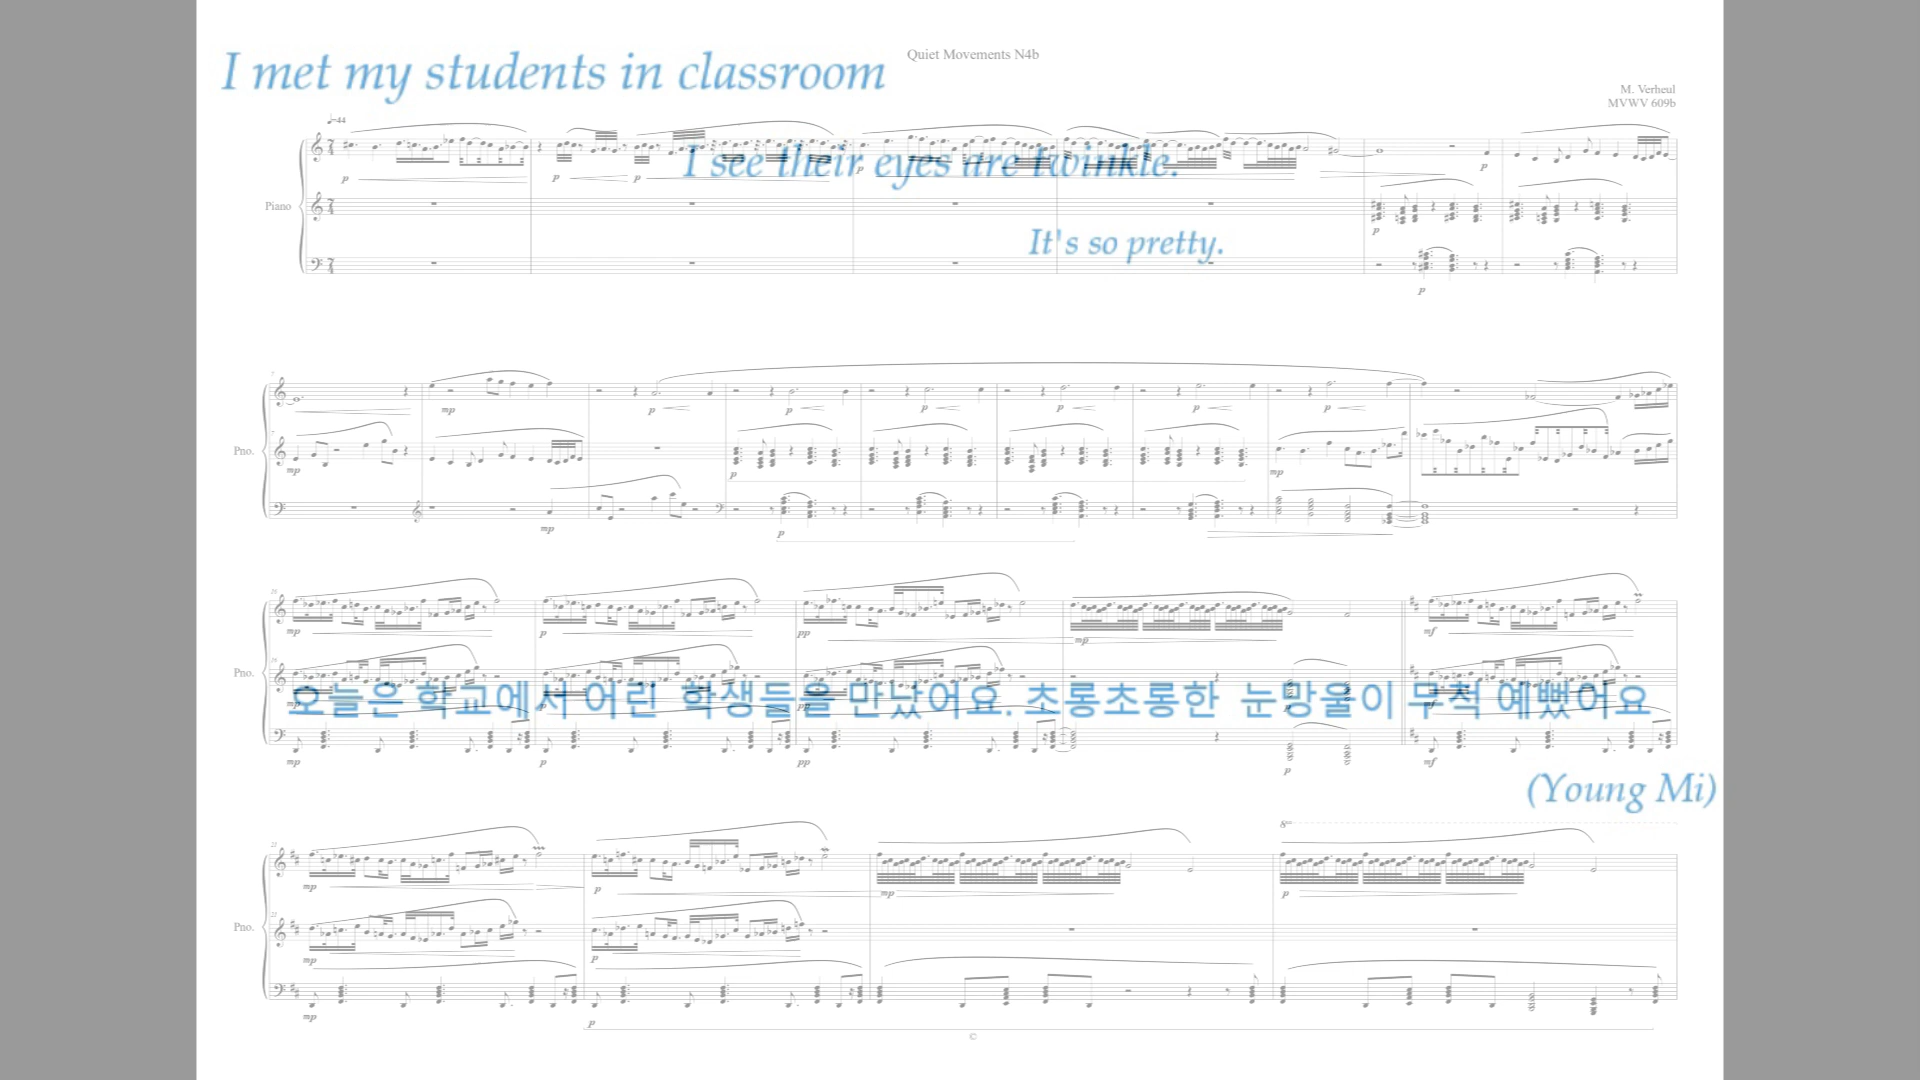 I met my students in classroom
Quiet Movements N4b
M. Verheul
MVWV 609b
I see their eyes are twinkle.
Piano
It's so pretty.
Pno.
Pno.
오늘은 학교에서 어린 학생들을 만났어요. 초롱초롱한 눈망울이 무척 예뻤어요
(Young Mi)
Pno.
©